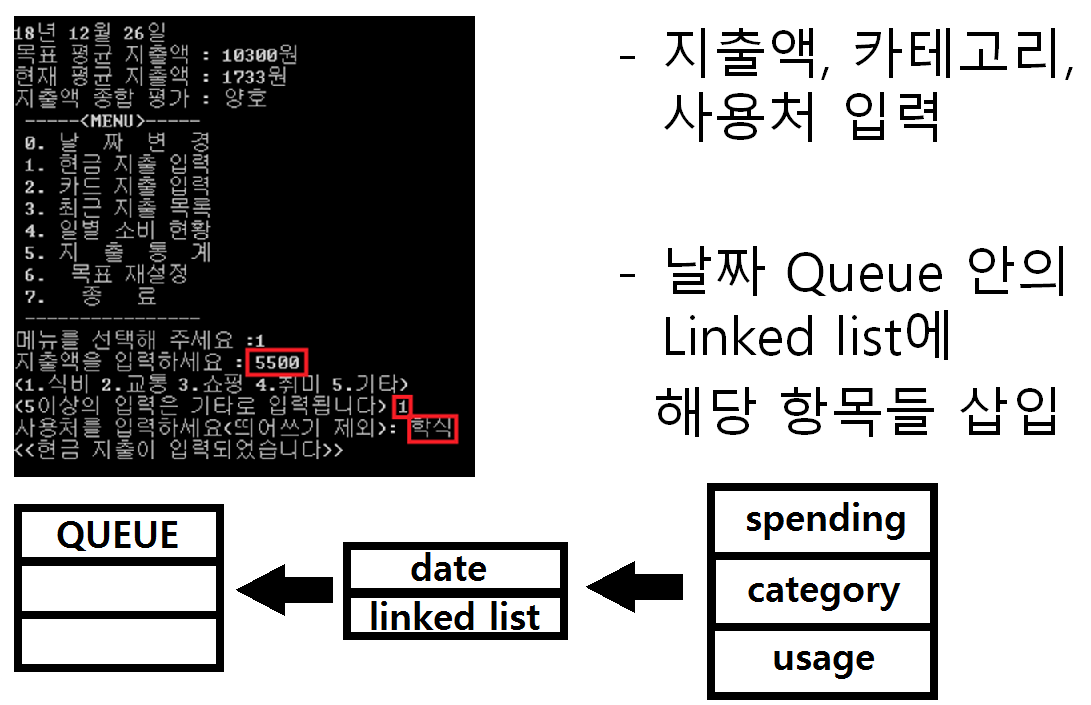 18년 12월 26일
목표 평균 지출액 : 10300원
현재 평균 지출액 : 1733원
지출액 종합 평가 : 양호
-----<MENU>-----
0. 날 짜 변 경
1. 현금 지출 입력
2. 카드 지출 입력
3. 최근 지출 목록
4. 일별 소비 현황
5. 지 출 통 계
6. 목표 재설정
7. 종 료
----------------
메뉴를 선택해 주세요 :1
지출액을 입력하세요 : 5500
<1.식비 2.교통 3.쇼핑 4.취미 5.기타>
<5이상의 입력은 기타로 입력됩니다> 1
사용처를 입력하세요<띄어쓰기 제외>: 학식
<<현금 지출이 입력되었습니다>>
- 지출액, 카테고리,
사용처 입력
- 날짜 Queue 안의
Linked list에
해당 항목들 삽입
QUEUE
date
linked list
spending
category
usage